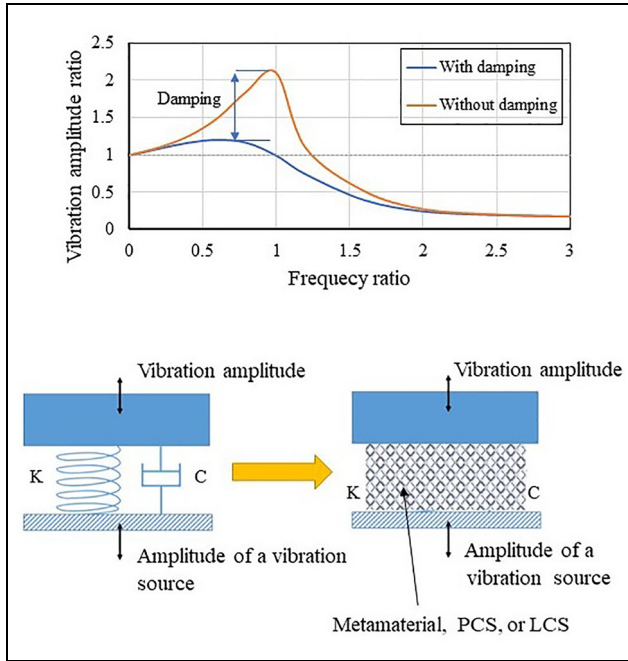 2.5
2
1.5
1
0.5
0
Vibration amplitude ratio
Damping
With damping
Without damping
0 0.5 1 1.5 2 2.5 3
Frequecy ratio
Vibration amplitude
K
C
Amplitude of a vibration
source
Vibration amplitude
K
C
Amplitude of a
vibration source
Metamaterial, PCS, or LCS